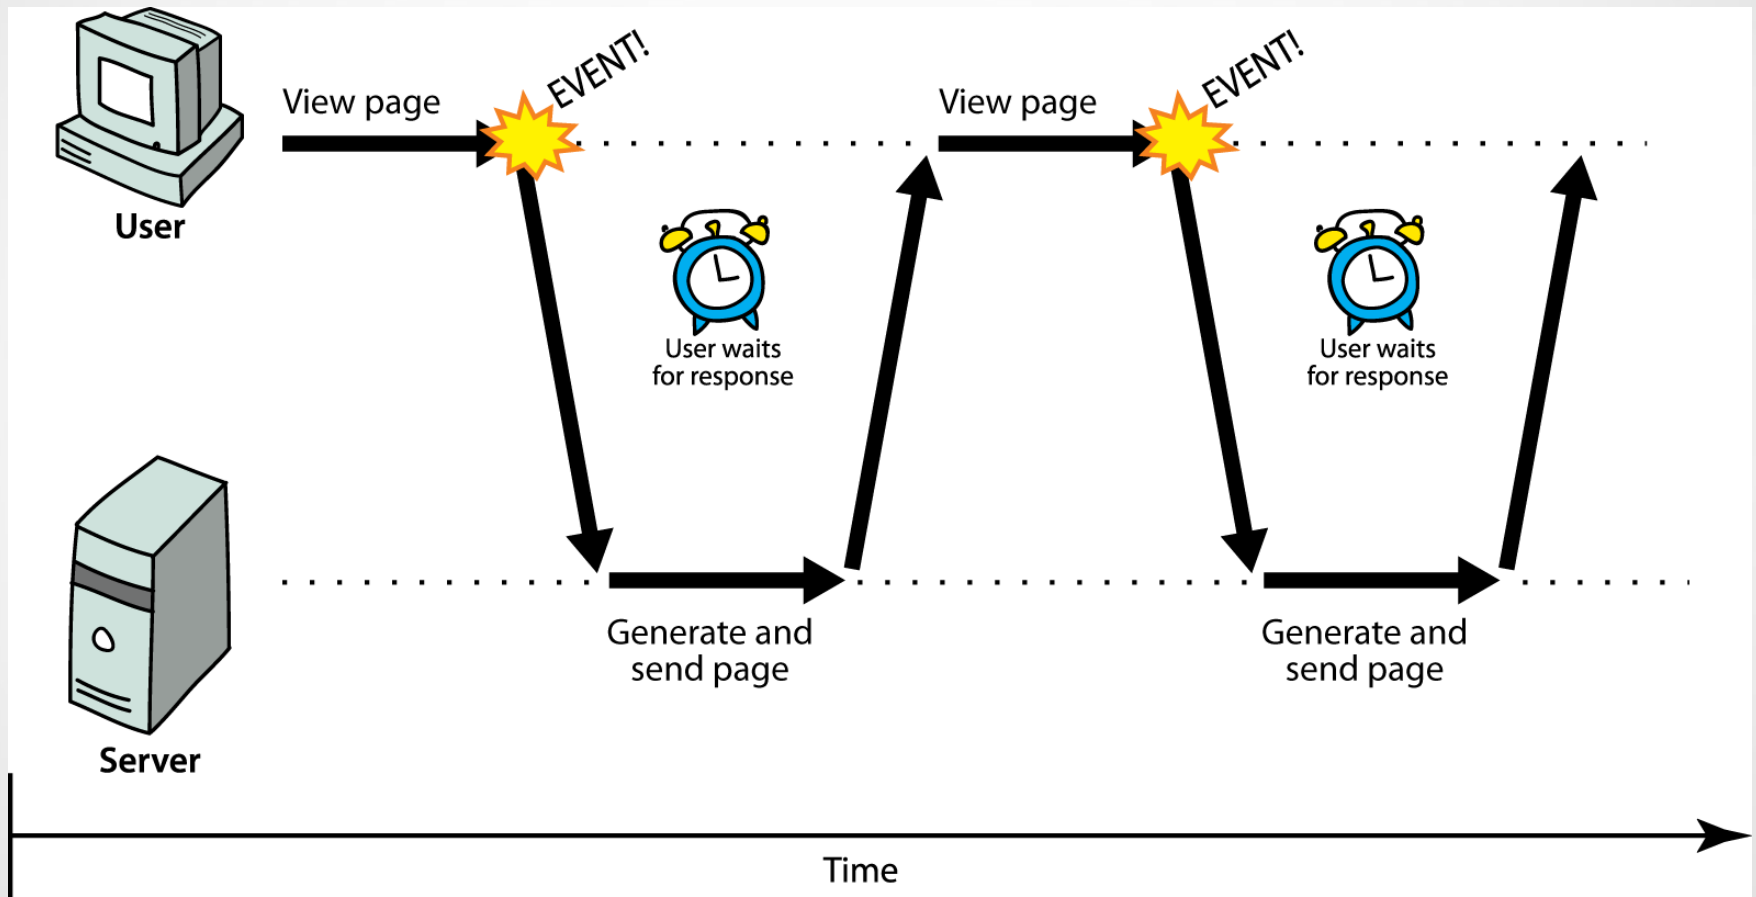 View page
EVENT!
View page
EVENT!
User
User waits
for response
User waits
for response
Generate and
send page
Generate and
send page
Server
Time